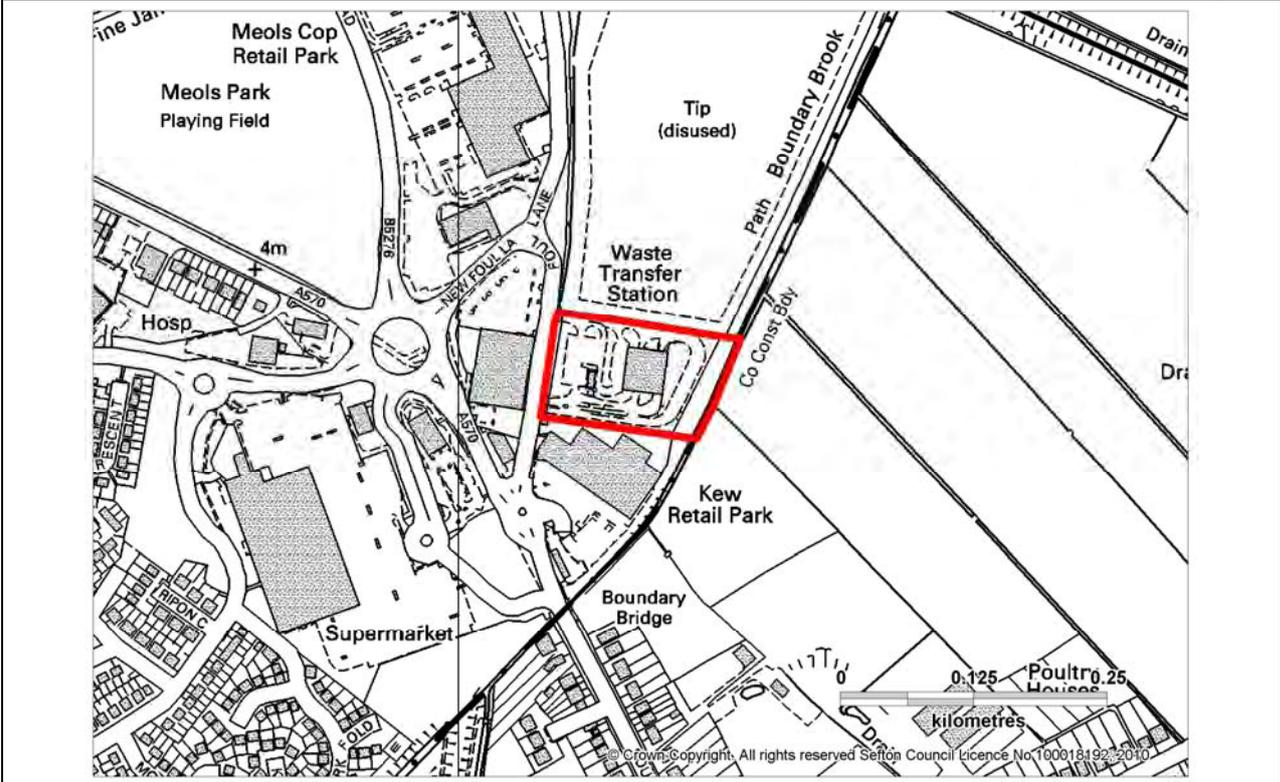 Meols Cop
Retail Park
Meols Park
Playing Field
Tip
(disused)
Boundary Brook
Path
Drain
B5276
FOUL LANE
NEW FOUL LA
Waste
Transfer
Station
4m
A570
Hosp
Co Const Bdy
A570
Kew
Retail Park
RIPON C
Supermarket
Boundary
Bridge
FOLD
0 0.125 0.25
Poultry
Houses
kilometres
© Crown Copyright. All rights reserved Sefton Council Licence No 100018192, 2010